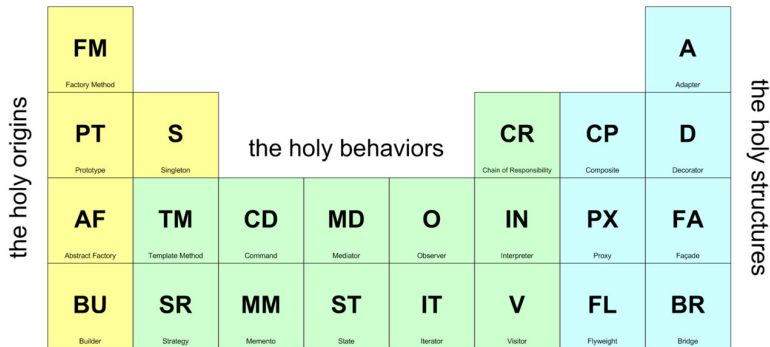 the holy origins
the holy behaviors
the holy structures
FM
Factory Method
A
Adapter
PT
Prototype
S
Singleton
CR
Chain of Responsibility
CP
Composite
D
Decorator
AF
Abstract Factory
TM
Template Method
CD
Command
MD
Mediator
O
Observer
IN
Interpreter
PX
Proxy
FA
Façade
BU
Builder
SR
Strategy
MM
Memento
ST
State
IT
Iterator
V
Visitor
FL
Flyweight
BR
Bridge